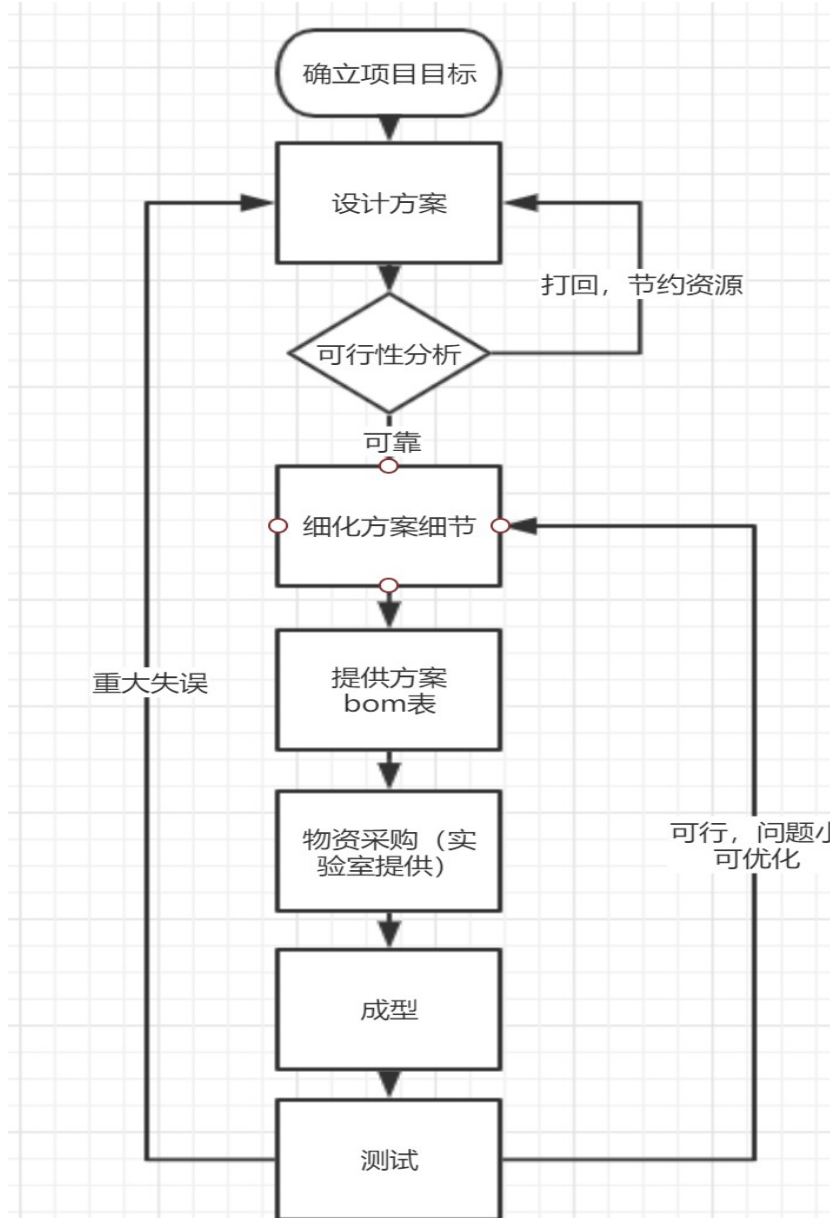 确立项目目标
设计方案
打回，节约资源
可行性分析
可靠
细化方案细节
提供方案
bom表
重大失误
物资采购（实
验室提供）
可行，问题小
可优化
成型
测试